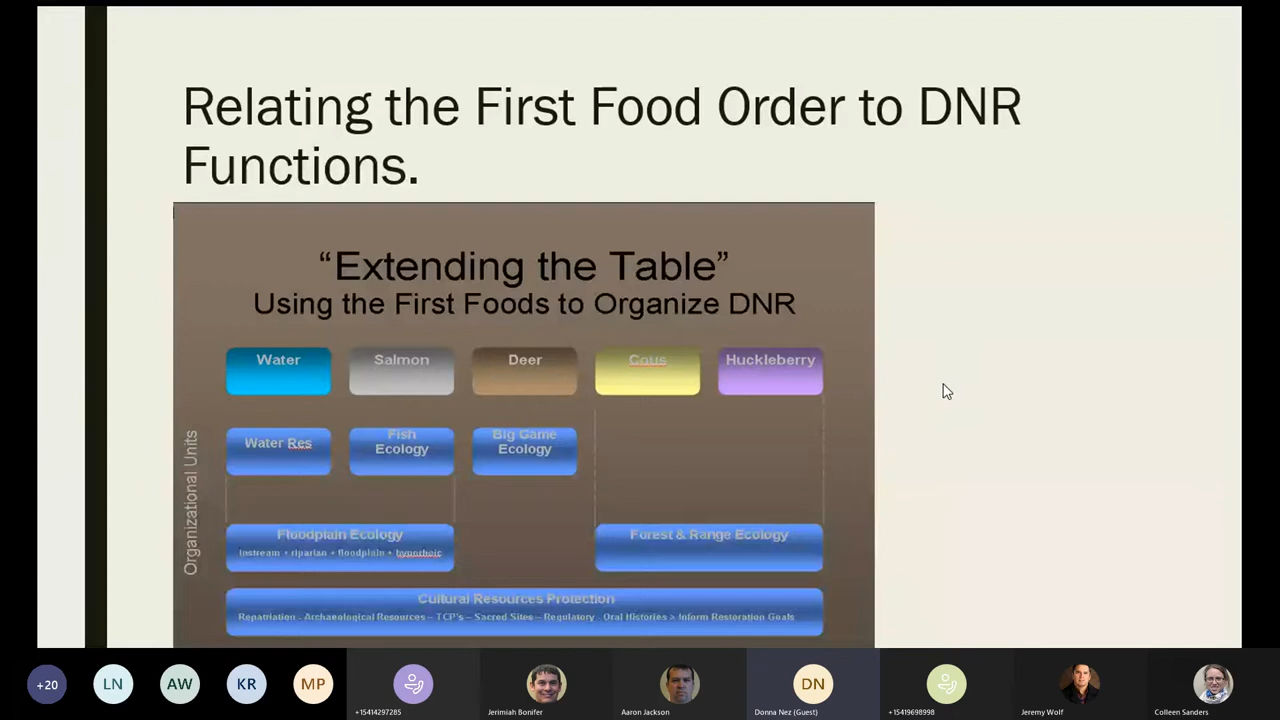 Relating the First Food Order to DNR
Functions.
“Extending the Table”
Using the First Foods to Organize DNR
Water
Salmon
Deer
Cous
Huckleberry
Organizational Units
Water Res
Fish
Ecology
Big Game
Ecology
Floodplain Ecology
Instream + riparian + floodplain + hyporheic
Forest & Range Ecology
Cultural Resources Protection
Repatriation - Archaeological Resources – TCP's – Sacred Sites – Regulatory - Oral Histories > Inform Restoration Goals
+20
LN
AW
KR
MP
DN
+15414297285
Jerimiah Bonifer
Aaron Jackson
Donna Nez (Guest)
+15419698998
Jeremy Wolf
Colleen Sanders